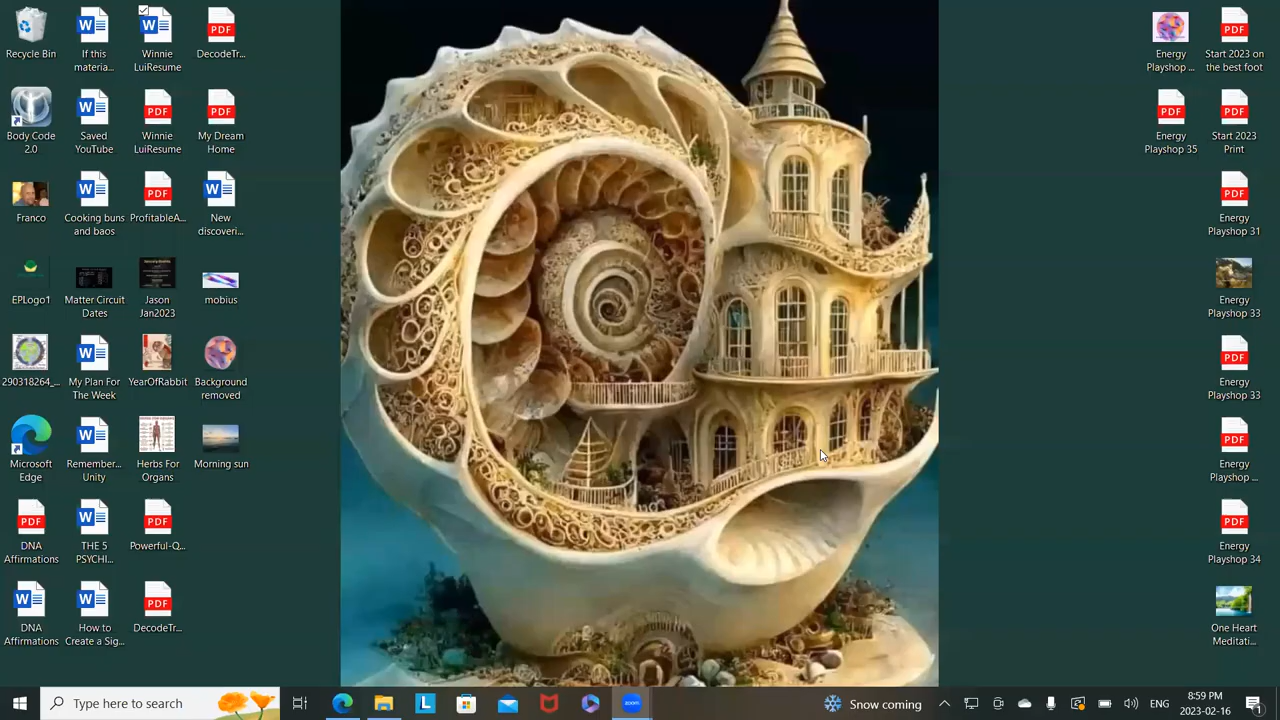 Recycle Bin
If this materia...
Winnie LuiResume
DecodeTr...
Body Code 2.0
Saved YouTube
Winnie LuiResume
My Dream Home
Franco
Cooking buns and baos
ProfitableA...
New discoveri...
EPLogo1
Matter Circuit Dates
Jason Jan2023
mobius
290318264_...
My Plan For The Week
YearOfRabbit
Background removed
Microsoft Edge
Remember... Unity
Herbs For Organs
Morning sun
DNA Affirmations
THE 5 PSYCHI...
Powerful-Q...
DNA Affirmations
How to Create a Sig...
DecodeTr...
Energy Playshop ...
Start 2023 on the best foot
Energy Playshop 35
Start 2023 Print
Energy Playshop 31
Energy Playshop 33
Energy Playshop 33
Energy Playshop ...
Energy Playshop 34
One Heart Meditati...
PDF
Type here to search
L
zoom
Snow coming
ENG
8:59 PM
2023-02-16